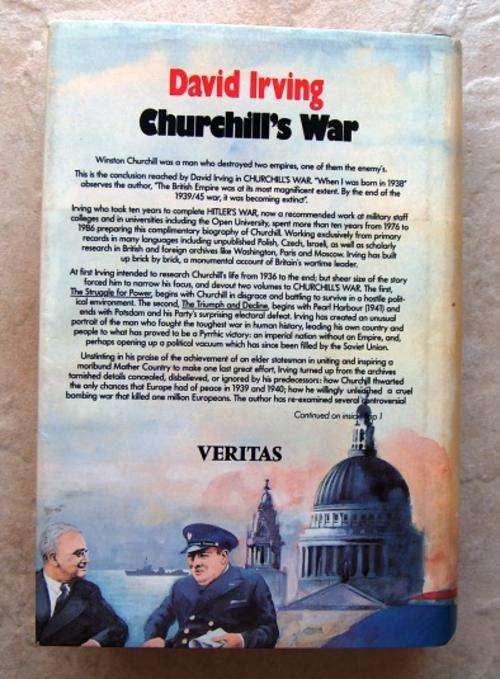 David Irving
Churchill's War
Winston Churchill was a man who destroyed two empires, one of them the enemy's.
This is the conclusion reached by David Irving in CHURCHILL'S WAR. "When I was born in 1938"
observes the author, "The British Empire was at its most magnificent extent. By the end of the
1939/45 war, it was becoming extinct".
Irving who took ten years to complete HITLER'S WAR, now a recommended work at military staff
colleges and in universities including the Open University, spent more than ten years from 1976 to
1986 preparing this complimentary biography of Churchill. Working exclusively from primary
records in many languages including unpublished Polish, Czech, Israel, as well as scholarly
research in British and foreign archives like Washington, Paris and Moscow. Irving has built
up brick by brick, a monumental account of Britain's wartime leader.
At first Irving intended to research Churchill's life from 1936 to the end; but sheer size of the story
forced him to narrow his focus, and devot two volumes to CHURCHILL'S WAR. The first,
The Struggle for Power, begins with Churchill in disgrace and battling to survive in a hostile polit-
ical environment. The second, The Triumph and Decline, begins with Pearl Harbour (1941) and
ends with Potsdam and his Party's surprising electoral defeat. Irving has created an unusual
portrait of the man who fought the toughest war in human history, leading his own country and
people to what has proved to be a Pyrrhic victory: an imperial nation without an Empire, and,
perhaps opening up a political vacuum which has since been filled by the Soviet Union.
Unstinting in his praise of the achievement of an elder statesman in uniting and inspiring a
moribund Mother Country to make one last great effort, Irving turned up from the archives
tarnished details concealed, disbelieved, or ignored by his predecessors: how Churchill thwarted
the only chances that Europe had of peace in 1939 and 1940; how he willingly unleashed a cruel
bombing war that killed one million Europeans. The author has re-examined several controversial
Continued on inside flap 1
VERITAS